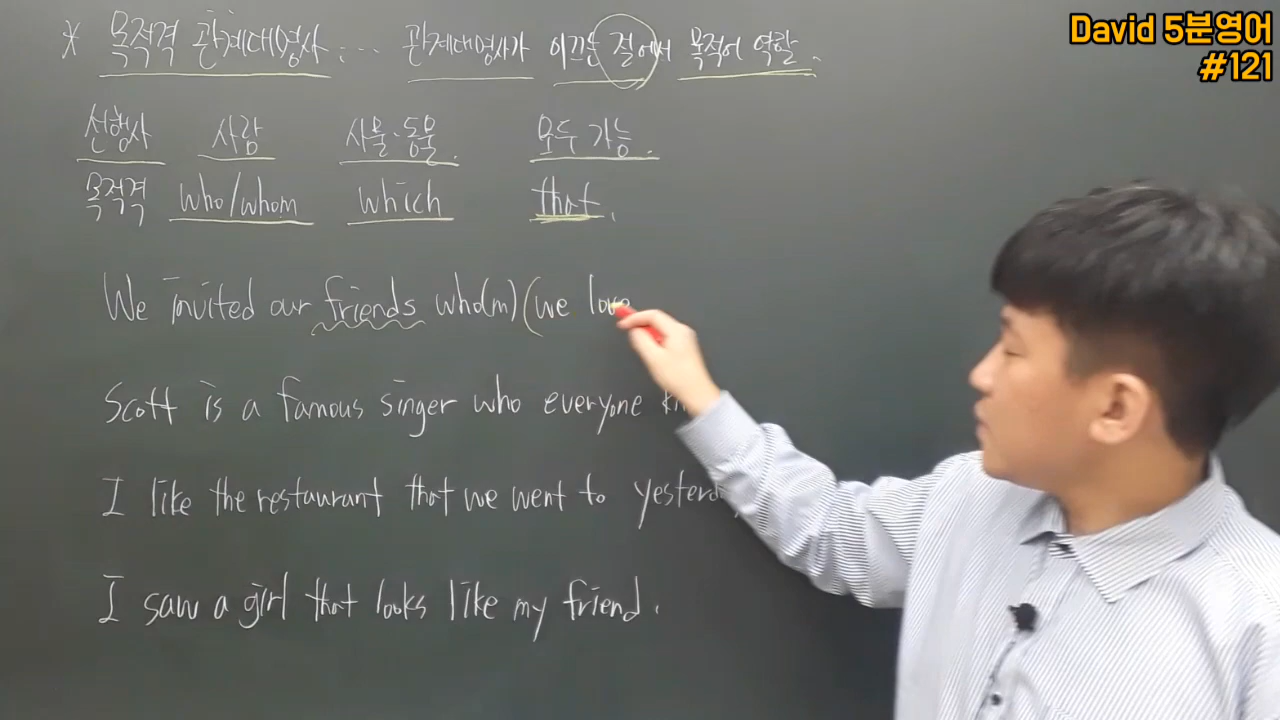 David 5분영어
#121
* 목적격 관계대명사 : … 관계대명사가 이끄는 절에서 목적어 역할.
선행사 사람 사물·동물. 모두 가능.
목적격 who/whom which that.
We invited our friends who(m) (we love
Scott is a famous singer who everyone
I like the restaurant that we went to
I saw a girl that looks like my friend.